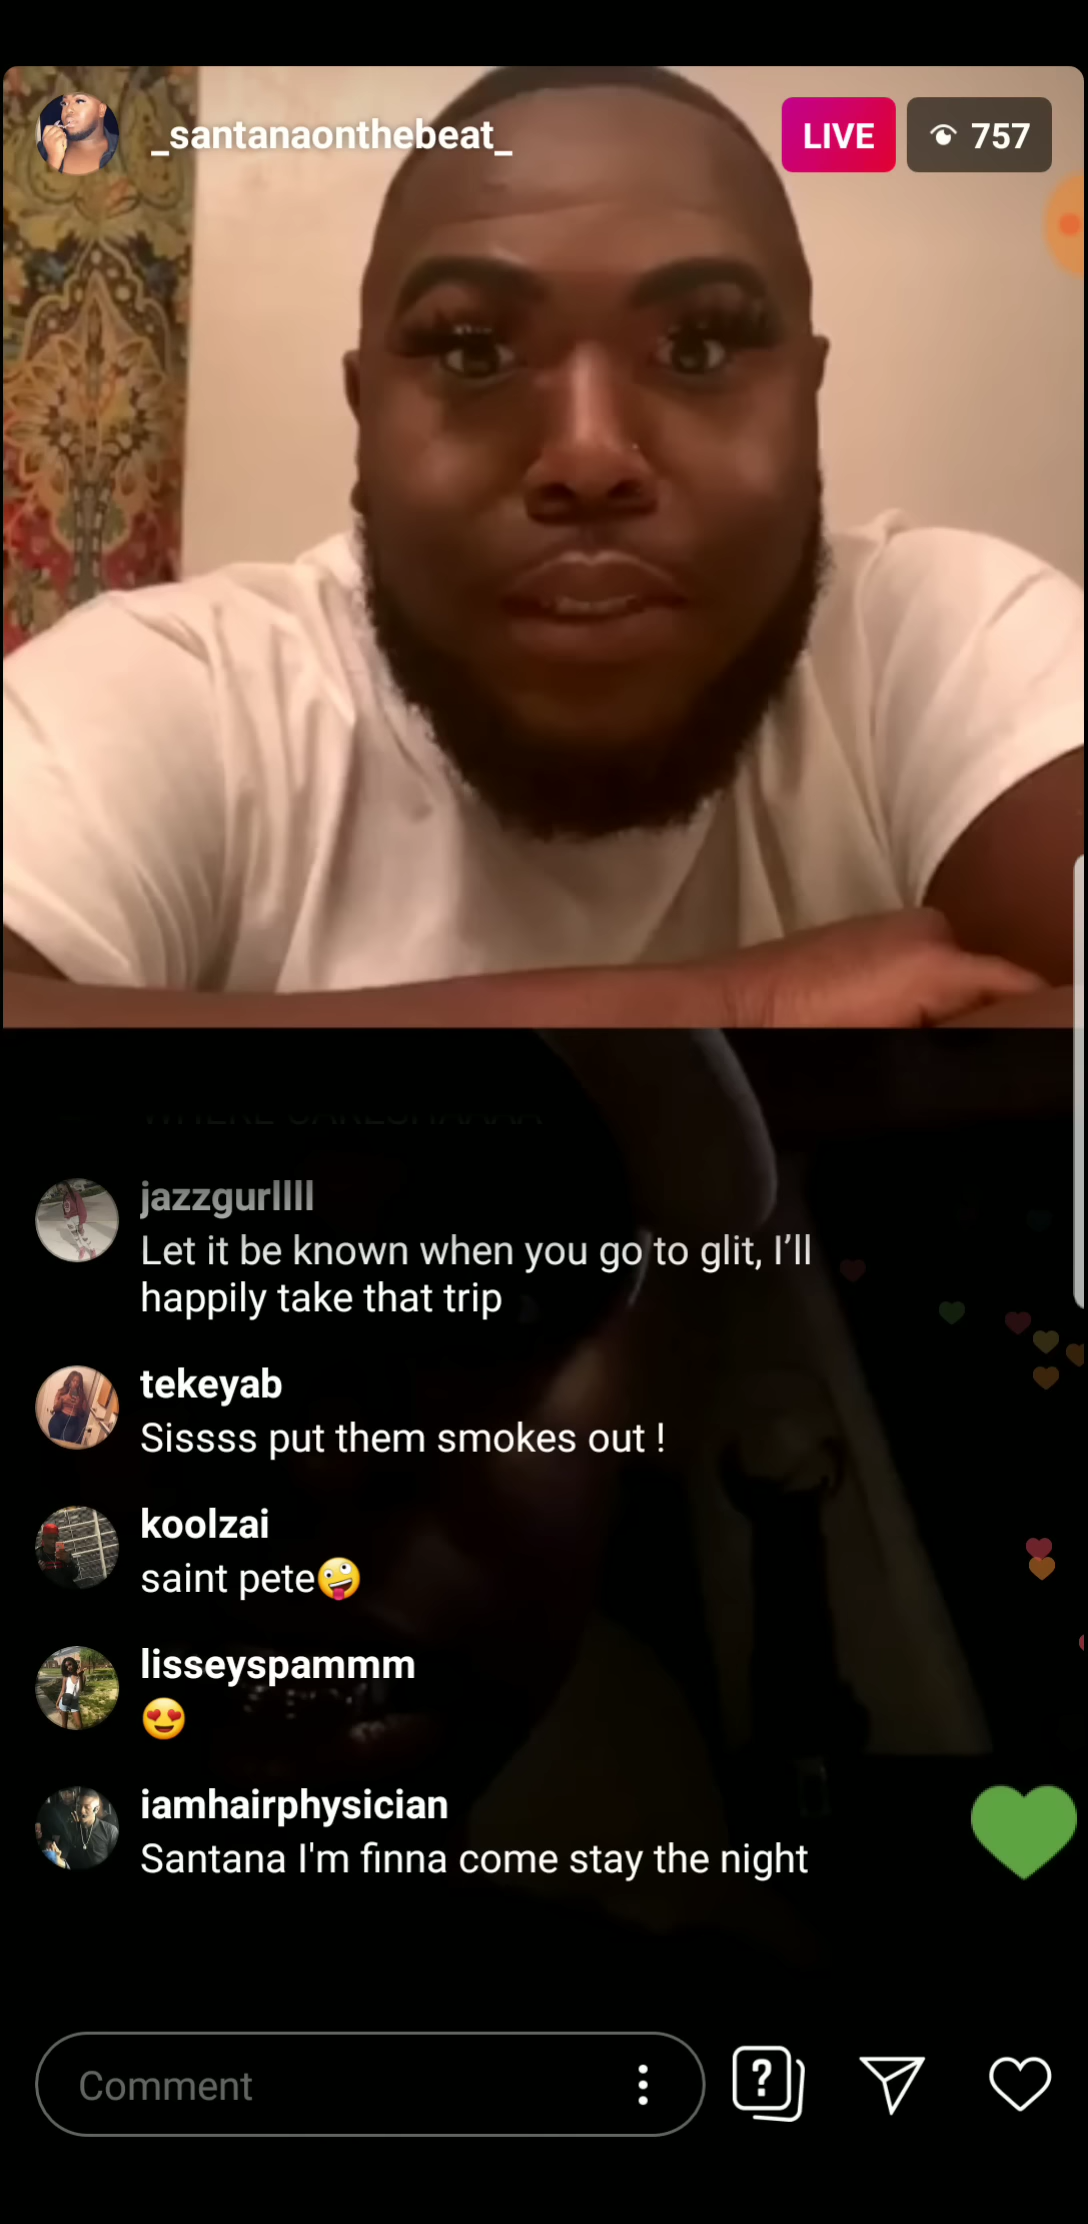 _santanaonthebeat_
LIVE
757
jazzgurllll
Let it be known when you go to glit, I’ll
happily take that trip
tekeyab
Sissss put them smokes out !
koolzai
saint pete🤪
lisseyspammm
😍
iamhairphysician
Santana I'm finna come stay the night
Comment
?